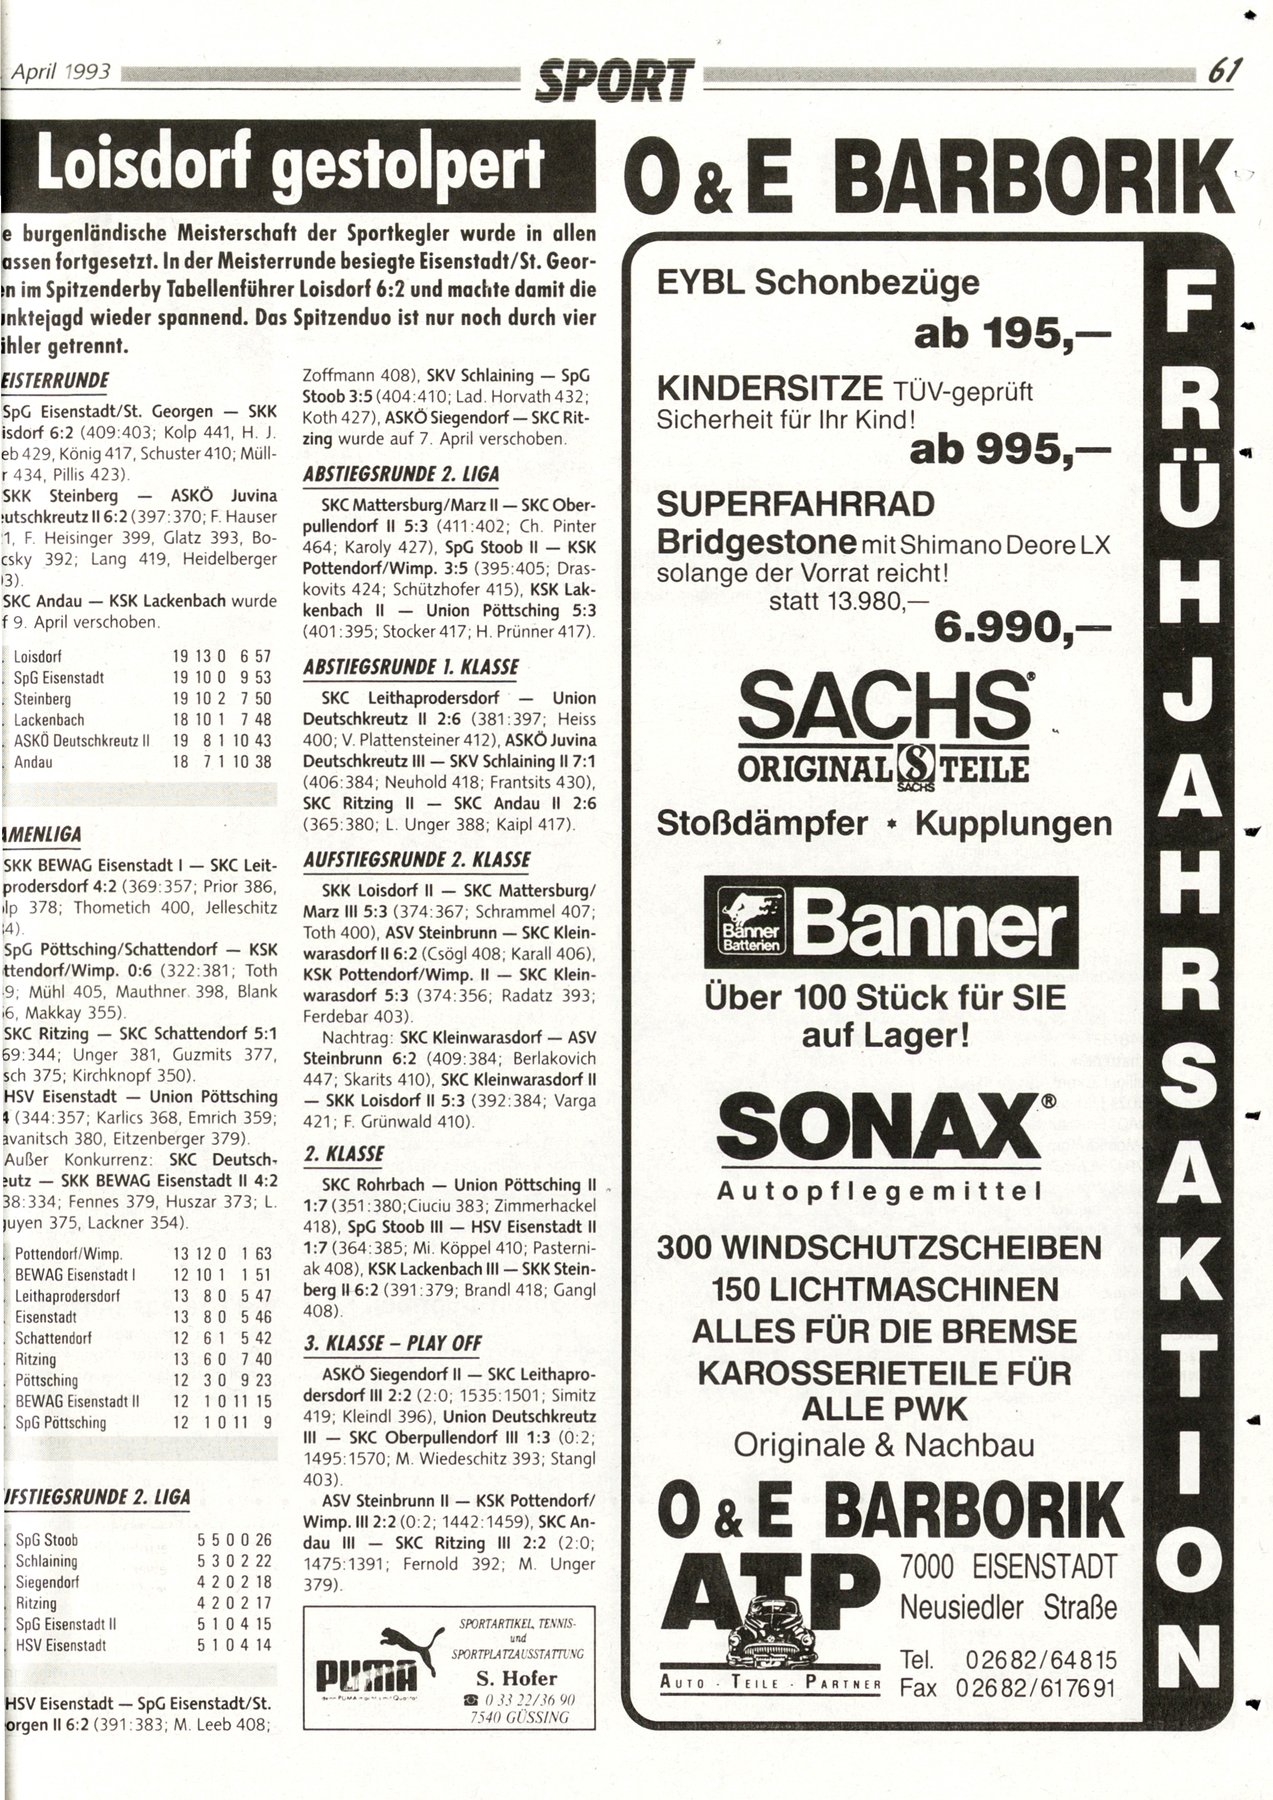 April 1993
SPORT
61
Loisdorf gestolpert
e burgenländische Meisterschaft der Sportkegler wurde in allen
assen fortgesetzt. In der Meisterrunde besiegte Eisenstadt/St. Geor-
n im Spitzenderby Tabellenführer Loisdorf 6:2 und machte damit die
nktejagd wieder spannend. Das Spitzenduo ist nur noch durch vier
ihler getrennt.
EISTERRUNDE
SpG Eisenstadt/St. Georgen — SKK
isdorf 6:2 (409:403; Kolp 441, H. J.
eb 429, König 417, Schuster 410; Müll-
r 434, Pillis 423).
SKK Steinberg — ASKÖ Juvina
eutschkreutz II 6:2 (397:370; F. Hauser
1, F. Heisinger 399, Glatz 393, Bo-
csky 392; Lang 419, Heidelberger
3).
SKC Andau — KSK Lackenbach wurde
f 9. April verschoben.
Loisdorf 19 13 0 6 57
SpG Eisenstadt 19 10 0 9 53
Steinberg 19 10 2 7 50
Lackenbach 18 10 1 7 48
ASKÖ Deutschkreutz II 19 8 1 10 43
Andau 18 7 1 10 38
AMENLIGA
SKK BEWAG Eisenstadt I — SKC Leit-
prodersdorf 4:2 (369:357; Prior 386,
lp 378; Thometich 400, Jelleschitz
4).
SpG Pöttsching/Schattendorf — KSK
ttendorf/Wimp. 0:6 (322:381; Toth
9; Mühl 405, Mauthner 398, Blank
6, Makkay 355).
SKC Ritzing — SKC Schattendorf 5:1
69:344; Unger 381, Guzmits 377,
sch 375; Kirchknopf 350).
HSV Eisenstadt — Union Pöttsching
4 (344:357; Karlics 368, Emrich 359;
avanitsch 380, Eitzenberger 379).
Außer Konkurrenz: SKC Deutsch-
eutz — SKK BEWAG Eisenstadt II 4:2
38:334; Fennes 379, Huszar 373; L.
uyen 375, Lackner 354).
Pottendorf/Wimp. 13 12 0 1 63
BEWAG Eisenstadt I 12 10 1 1 51
Leithaprodersdorf 13 8 0 5 47
Eisenstadt 13 8 0 5 46
Schattendorf 12 6 1 5 42
Ritzing 13 6 0 7 40
Pöttsching 12 3 0 9 23
BEWAG Eisenstadt II 12 1 0 11 15
SpG Pöttsching 12 1 0 11 9
IFSTIEGSRUNDE 2. LIGA
SpG Stoob 5 5 0 0 26
Schlaining 5 3 0 2 22
Siegendorf 4 2 0 2 18
Ritzing 4 2 0 2 17
SpG Eisenstadt II 5 1 0 4 15
HSV Eisenstadt 5 1 0 4 14
HSV Eisenstadt — SpG Eisenstadt/St.
orgen II 6:2 (391:383; M. Leeb 408;
Zoffmann 408), SKV Schlaining — SpG
Stoob 3:5 (404:410; Lad. Horvath 432;
Koth 427), ASKÖ Siegendorf — SKC Rit-
zing wurde auf 7. April verschoben.
ABSTIEGSRUNDE 2. LIGA
SKC Mattersburg/Marz II — SKC Ober-
pullendorf II 5:3 (411:402; Ch. Pinter
464; Karoly 427), SpG Stoob II — KSK
Pottendorf/Wimp. 3:5 (395:405; Dras-
kovits 424; Schützhofer 415), KSK Lak-
kenbach II — Union Pöttsching 5:3
(401:395; Stocker 417; H. Prünner 417).
ABSTIEGSRUNDE 1. KLASSE
SKC Leithaprodersdorf — Union
Deutschkreutz II 2:6 (381:397; Heiss
400; V. Plattensteiner 412), ASKÖ Juvina
Deutschkreutz III — SKV Schlaining II 7:1
(406:384; Neuhold 418; Frantsits 430),
SKC Ritzing II — SKC Andau II 2:6
(365:380; L. Unger 388; Kaipl 417).
AUFSTIEGSRUNDE 2. KLASSE
SKK Loisdorf II — SKC Mattersburg/
Marz III 5:3 (374:367; Schrammel 407;
Toth 400), ASV Steinbrunn — SKC Klein-
warasdorf II 6:2 (Csögl 408; Karall 406),
KSK Pottendorf/Wimp. II — SKC Klein-
warasdorf 5:3 (374:356; Radatz 393;
Ferdebar 403).
Nachtrag: SKC Kleinwarasdorf — ASV
Steinbrunn 6:2 (409:384; Berlakovich
447; Skarits 410), SKC Kleinwarasdorf II
— SKK Loisdorf II 5:3 (392:384; Varga
421; F. Grünwald 410).
2. KLASSE
SKC Rohrbach — Union Pöttsching II
1:7 (351:380;Ciuciu 383; Zimmerhackel
418), SpG Stoob III — HSV Eisenstadt II
1:7 (364:385; Mi. Köppel 410; Pasterni-
ak 408), KSK Lackenbach III — SKK Stein-
berg II 6:2 (391:379; Brandl 418; Gangl
408).
3. KLASSE – PLAY OFF
ASKÖ Siegendorf II — SKC Leithapro-
dersdorf III 2:2 (2:0; 1535:1501; Simitz
419; Kleindl 396), Union Deutschkreutz
III — SKC Oberpullendorf III 1:3 (0:2;
1495:1570; M. Wiedeschitz 393; Stangl
403).
ASV Steinbrunn II — KSK Pottendorf/
Wimp. III 2:2 (0:2; 1442:1459), SKC An-
dau III — SKC Ritzing III 2:2 (2:0;
1475:1391; Fernold 392; M. Unger
379).
PUMA
SPORTARTIKEL, TENNIS-
und
SPORTPLATZAUSSTATTUNG
S. Hofer
☎ 0 33 22/36 90
7540 GÜSSING
O & E BARBORIK
EYBL Schonbezüge
ab 195,—
KINDERSITZE TÜV-geprüft
Sicherheit für Ihr Kind!
ab 995,—
SUPERFAHRRAD
Bridgestone mit Shimano Deore LX
solange der Vorrat reicht!
statt 13.980,—
6.990,—
SACHS®
ORIGINAL S TEILE
SACHS
Stoßdämpfer * Kupplungen
Banner
Batterien
Banner
Über 100 Stück für SIE
auf Lager!
SONAX®
Autopflegemittel
300 WINDSCHUTZSCHEIBEN
150 LICHTMASCHINEN
ALLES FÜR DIE BREMSE
KAROSSERIETEILE FÜR
ALLE PWK
Originale & Nachbau
O & E BARBORIK
ATP
AUTO - TEILE - PARTNER
7000 EISENSTADT
Neusiedler Straße
Tel. 02682/64815
Fax 02682/617691
FRÜHJAHRSAKTION